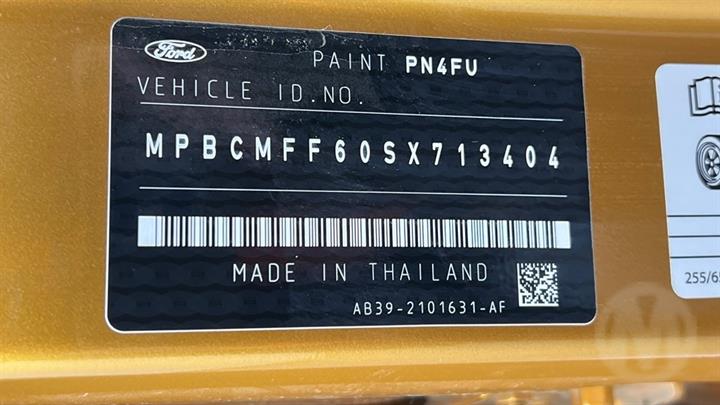 Ford
PAINT PN4FU
VEHICLE ID.NO.
MPBCMFF60SX713404
MADE IN THAILAND
AB39-2101631-AF
255/65